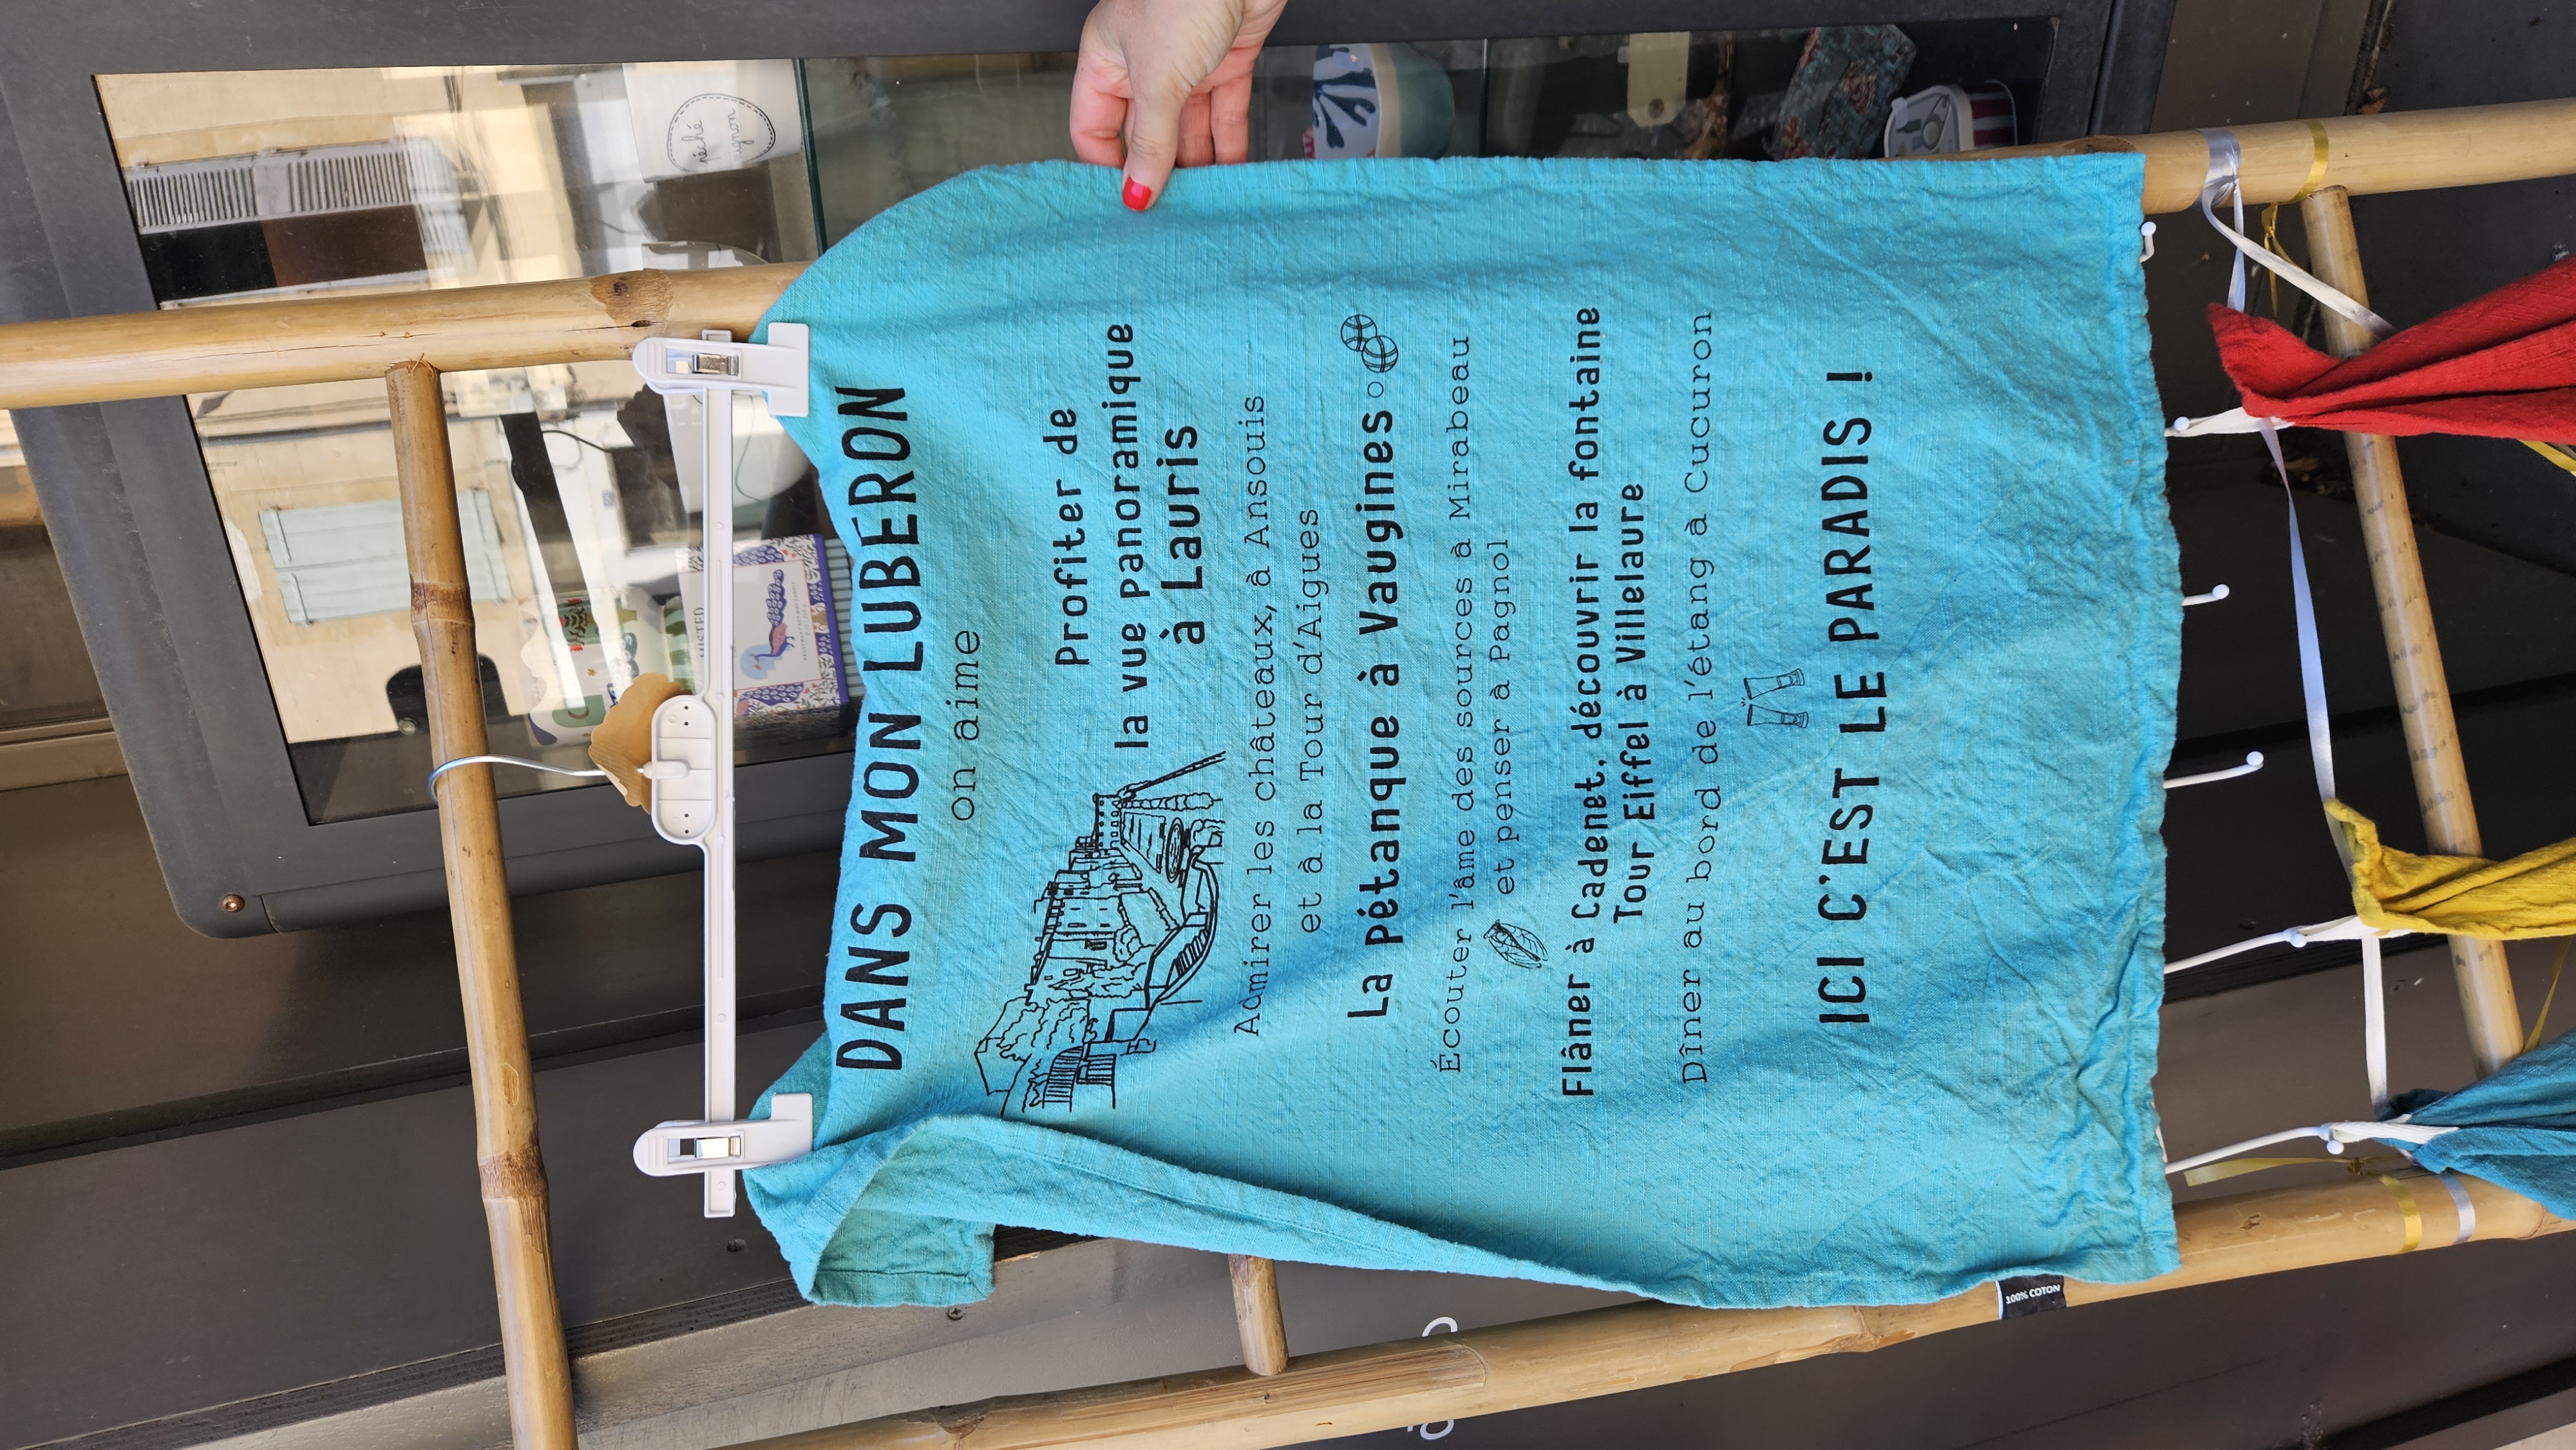 DANS MON LUBERON
on aime
Profiter de
la vue panoramique
à Lauris
Admirer les châteaux, à Ansouis
et à la Tour d'Aigues
La Pétanque à Vaugines
Écouter l'âme des sources à Mirabeau
et penser à Pagnol
Flâner à Cadenet, découvrir la fontaine
Tour Eiffel à Villelaure
Dîner au bord de l'étang à Cucuron
ICI C'EST LE PARADIS !
100% COTON